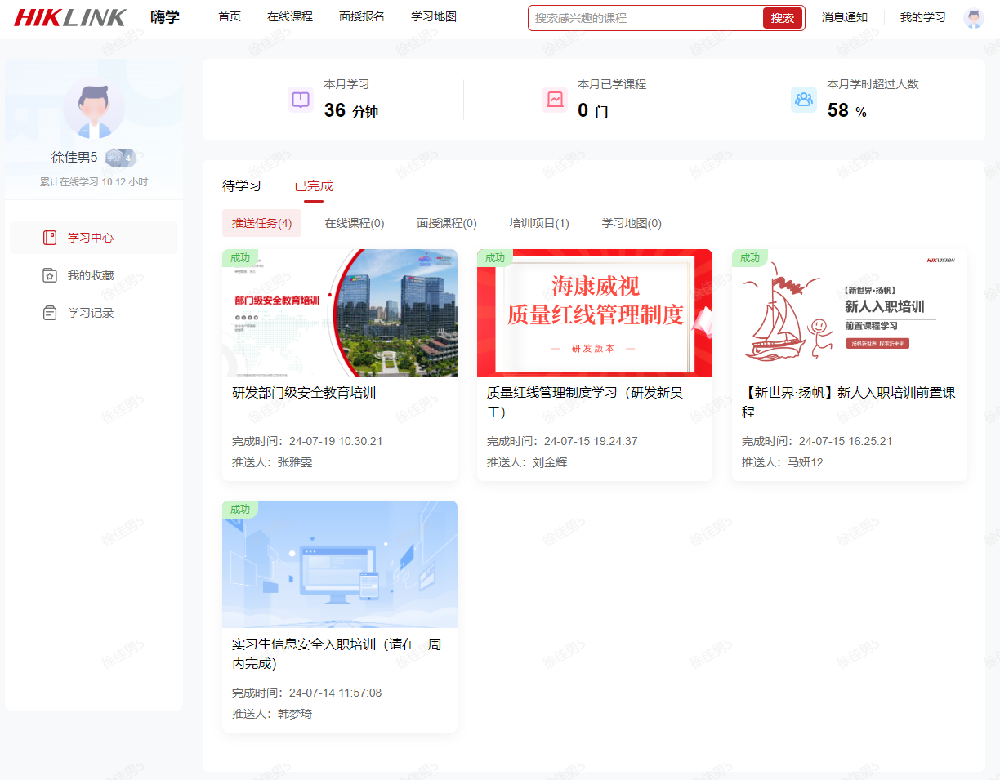 HIKLINK 嗨学 首页 在线课程 面授报名 学习地图 搜索感兴趣的课程 搜索 消息通知 我的学习
徐佳男5 学分 4
累计在线学习 10.12 小时
学习中心
我的收藏
学习记录
本月学习
36 分钟
本月已学课程
0 门
本月学时超过人数
58 %
待学习 已完成
推送任务(4) 在线课程(0) 面授课程(0) 培训项目(1) 学习地图(0)
成功
部门级安全教育培训
研发部门级安全教育培训
完成时间：24-07-19 10:30:21
推送人：张雅雯
成功
海康威视
质量红线管理制度
— 研发版本 —
质量红线管理制度学习（研发新员
工）
完成时间：24-07-15 19:24:37
推送人：刘金辉
成功
HIKVISION
【新世界•扬帆】
新人入职培训
前置课程学习
扬帆新世界 探索新未来
【新世界·扬帆】新人入职培训前置课
程
完成时间：24-07-15 16:25:21
推送人：马妍12
成功
实习生信息安全入职培训（请在一周
内完成）
完成时间：24-07-14 11:57:08
推送人：韩梦琦